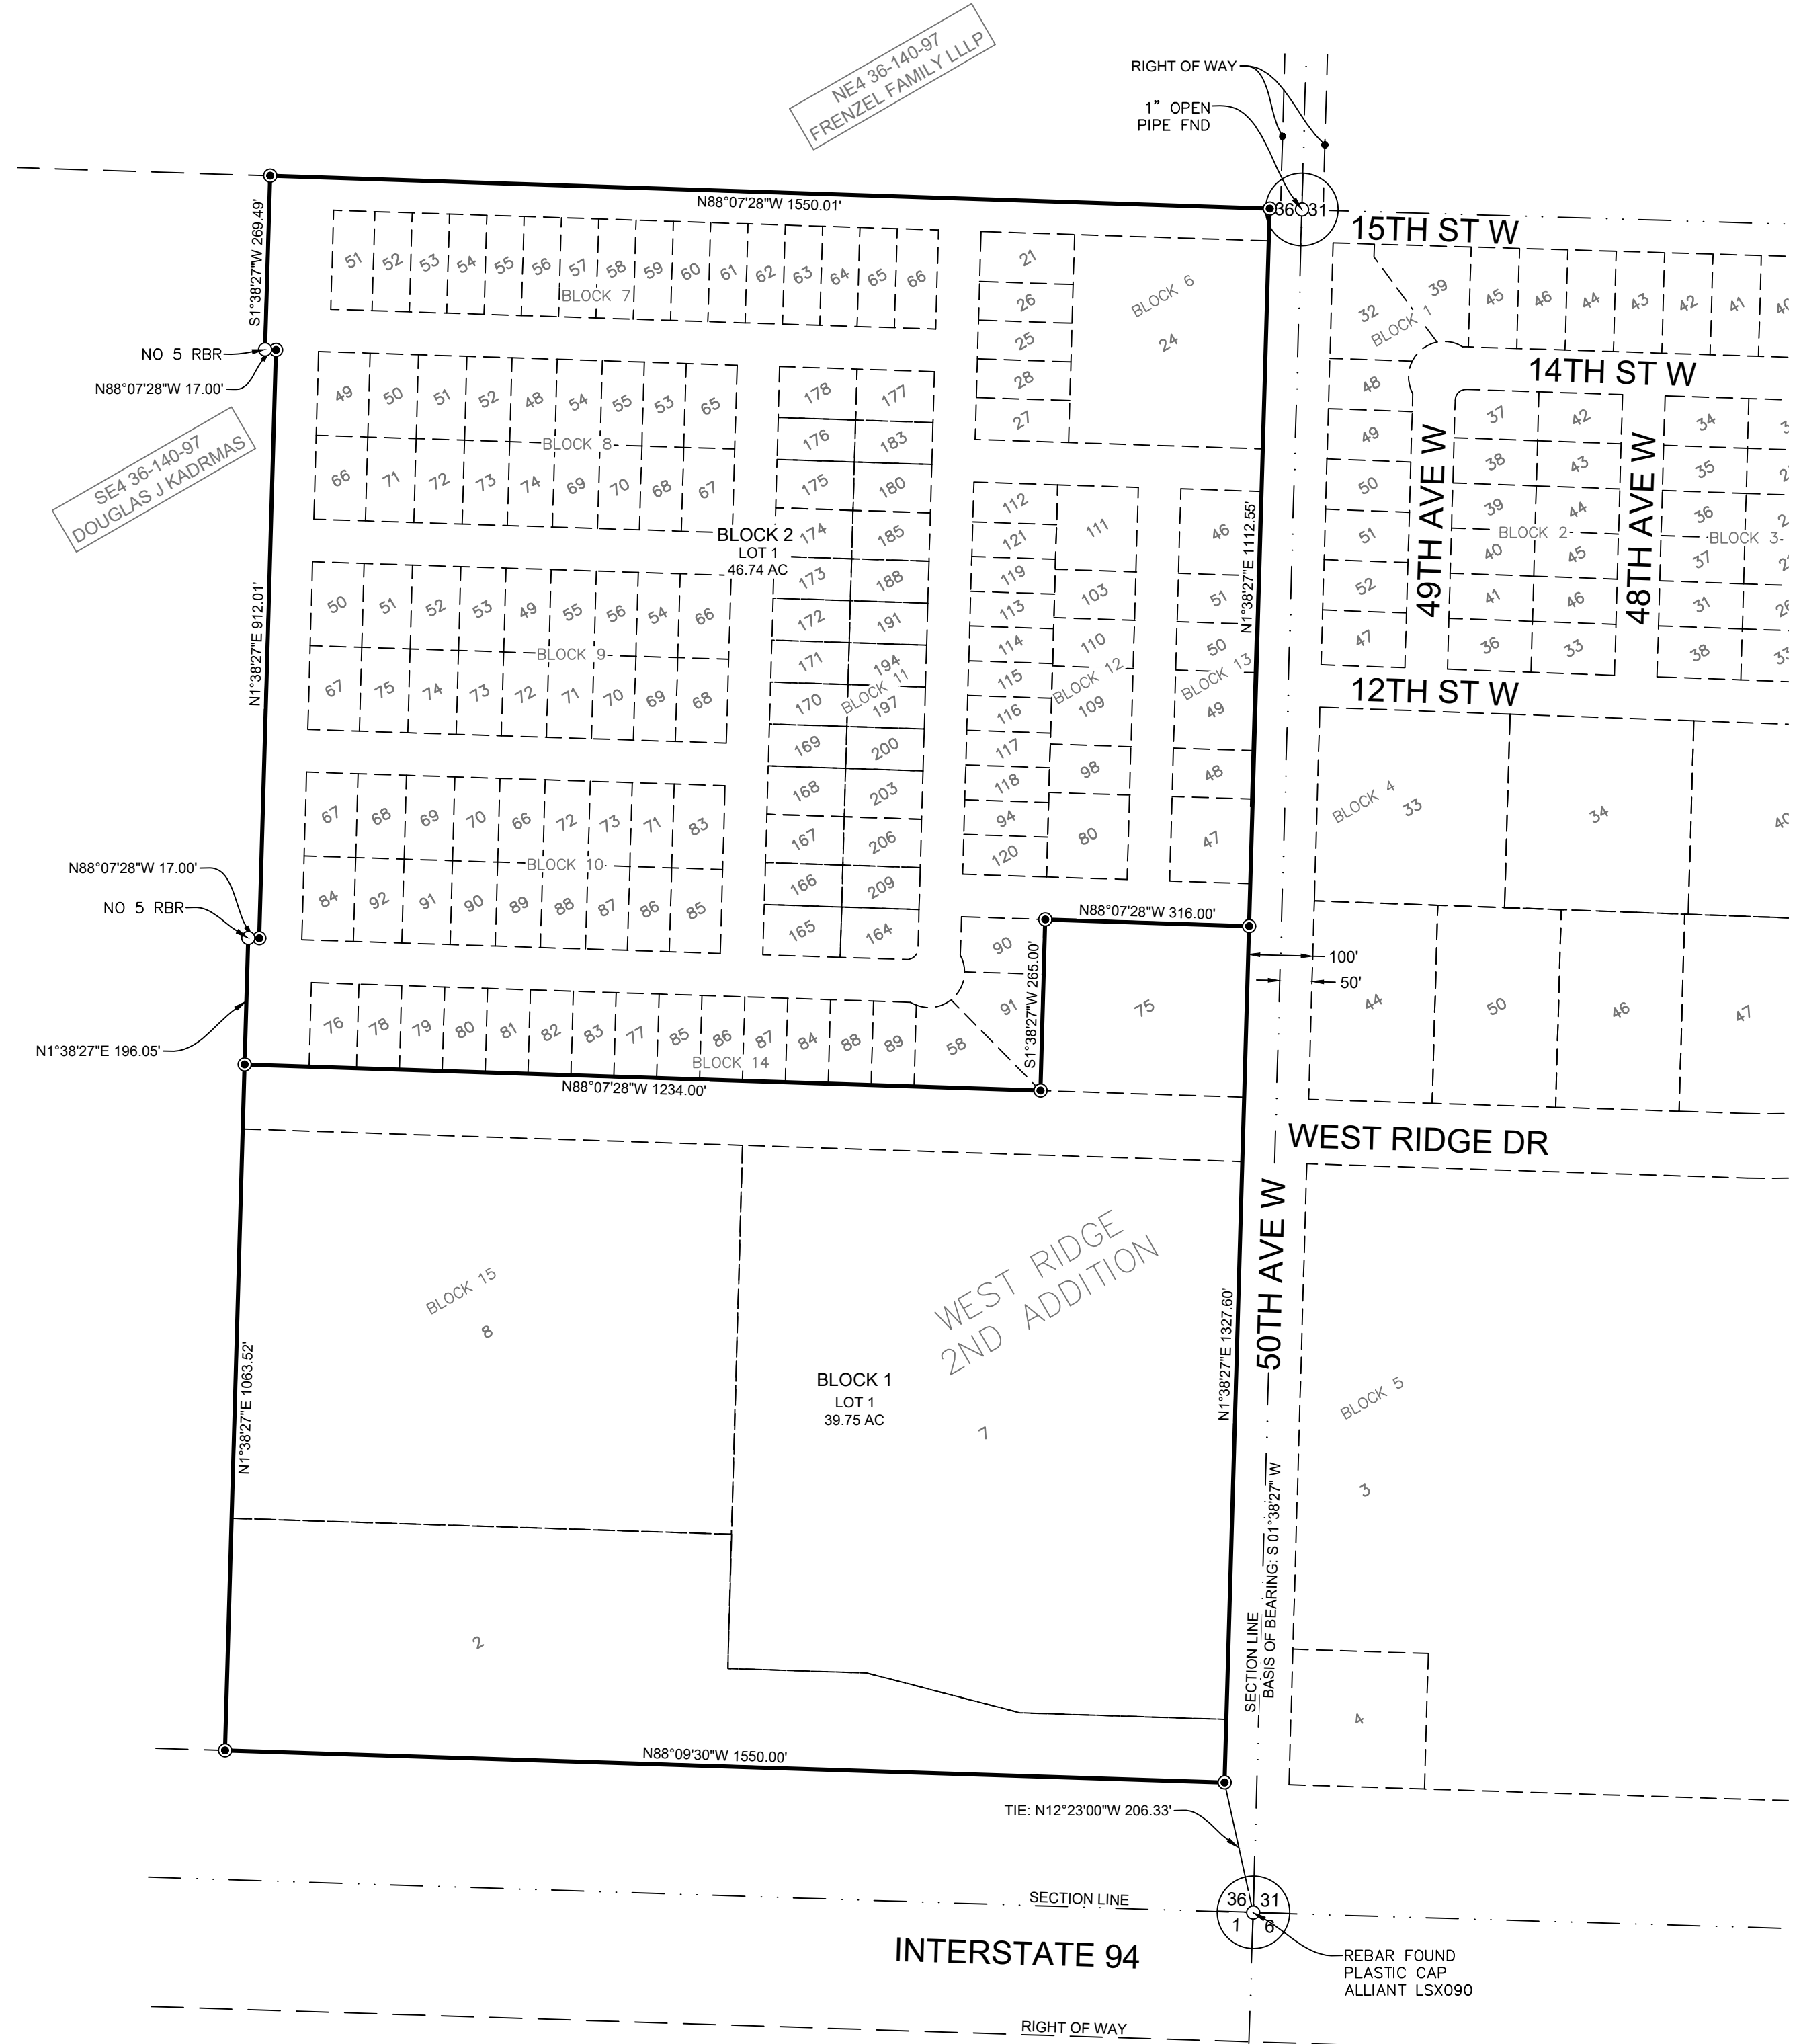 NE4 36-140-97
FRENZEL FAMILY LLLP
RIGHT OF WAY
1” OPEN
PIPE FND
N88°07'28"W 1550.01'
36 31
15TH ST W
S1°38'27"W 269.49'
51 52 53 54 55 56 57 58 59 60 61 62 63 64 65 66
BLOCK 7
21
26
25
28
27
BLOCK 6
24
32
39
BLOCK 1
45 46 44 43 42 41 40
48
49
50
51
52
47
NO 5 RBR
N88°07'28"W 17.00'
14TH ST W
SE4 36-140-97
DOUGLAS J KADRMAS
49 50 51 52 48 54 55 53 65
BLOCK 8
66 71 72 73 74 69 70 68 67
178 177
176 183
175 180
174 185
173 188
172 191
171 194
BLOCK 11
170 197
169 200
168 203
167 206
166 209
165 164
BLOCK 2
LOT 1
46.74 AC
112
121
119
113
114
115
116
117
118
94
120
111
103
110
BLOCK 12
109
98
80
46
51
50
BLOCK 13
49
48
47
N1°38'27"E 1112.55'
49TH AVE W
37 42
38 43
39 44
BLOCK 2
40 45
41 46
36 33
48TH AVE W
34
35
36
BLOCK 3
37
31 26
38 33
12TH ST W
N1°38'27"E 912.01'
50 51 52 53 49 55 56 54 66
BLOCK 9
67 75 74 73 72 71 70 69 68
67 68 69 70 66 72 73 71 83
BLOCK 10
84 92 91 90 89 88 87 86 85
BLOCK 4
33 34 40
N88°07'28"W 17.00'
NO 5 RBR
N88°07'28"W 316.00'
90
91
S1°38'27"W 265.00'
75
100'
50'
44 50 46 47
N1°38'27"E 196.05'
76 78 79 80 81 82 83 77 85 86 87 84 88 89 58
BLOCK 14
N88°07'28"W 1234.00'
WEST RIDGE DR
50TH AVE W
BLOCK 15
8
WEST RIDGE
2ND ADDITION
N1°38'27"E 1063.52'
N1°38'27"E 1327.60'
BLOCK 1
LOT 1
39.75 AC
7
BLOCK 5
3
SECTION LINE
BASIS OF BEARING: S 01°38'27" W
2
4
N88°09'30"W 1550.00'
TIE: N12°23'00"W 206.33'
SECTION LINE
36 31
1 6
INTERSTATE 94
REBAR FOUND
PLASTIC CAP
ALLIANT LSX090
RIGHT OF WAY